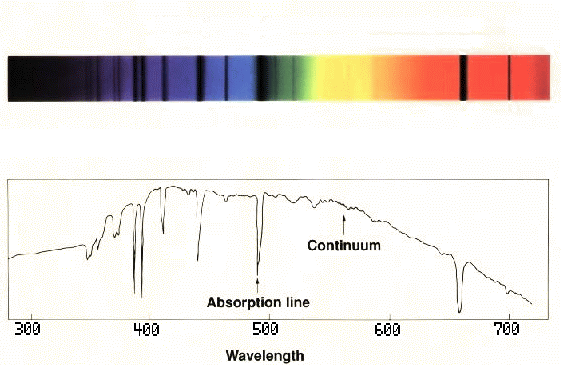 Continuum
Absorption line
300 400 500 600 700
Wavelength